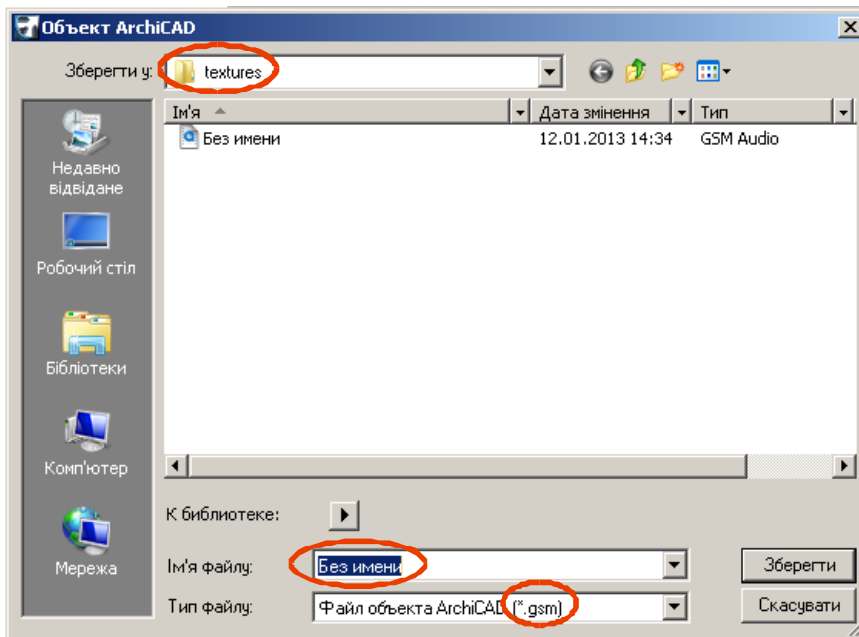 Объект ArchiCAD
Зберегти у:
textures
Ім'я
Дата змінення
Тип
Без имени
12.01.2013 14:34
GSM Audio
Недавно
відвідане
Робочий стіл
Бібліотеки
Комп'ютер
Мережа
К библиотеке:
Ім'я файлу:
Без имени
Зберегти
Тип файлу:
Файл объекта ArchiCAD (*.gsm)
Скасувати